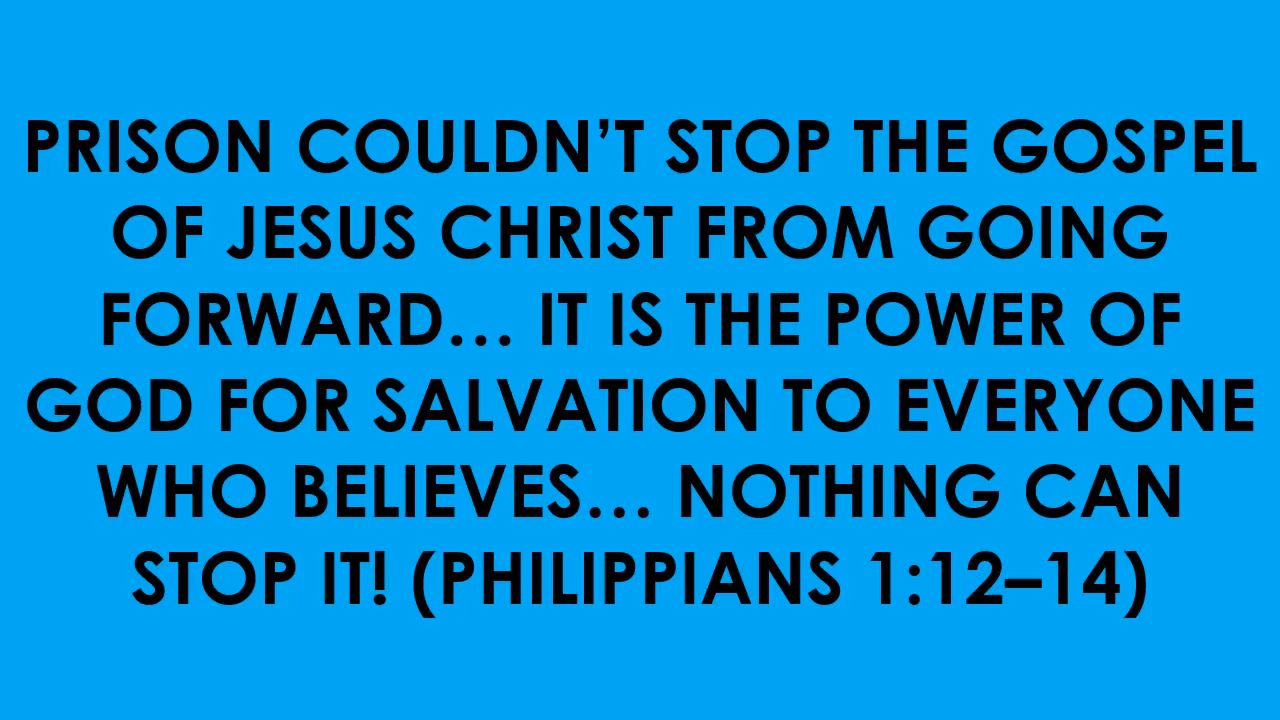 PRISON COULDN’T STOP THE GOSPEL
OF JESUS CHRIST FROM GOING
FORWARD… IT IS THE POWER OF
GOD FOR SALVATION TO EVERYONE
WHO BELIEVES… NOTHING CAN
STOP IT! (PHILIPPIANS 1:12–14)